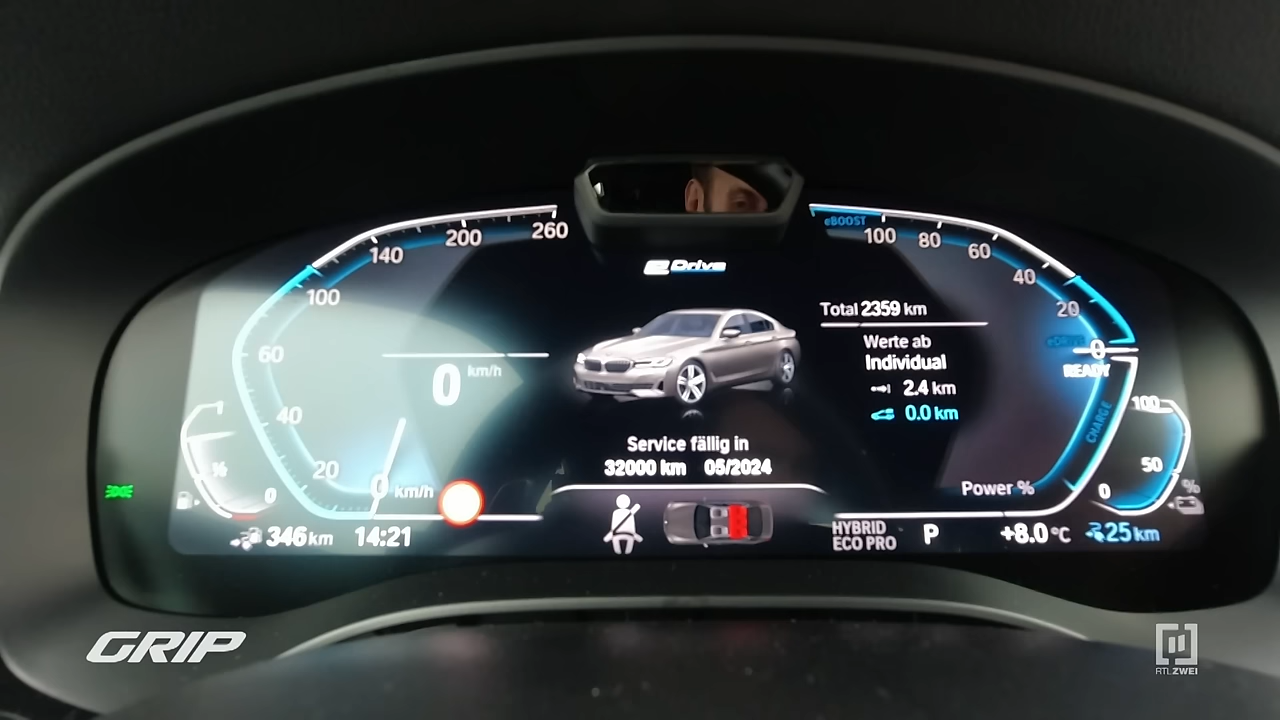 260
200
140
100
60
40
20
0 km/h
0 km/h
%
0
346 km
14:21
eDrive
Service fällig in
32000 km 05/2024
eBOOST
100
80
60
40
20
eDRIVE
0
READY
CHARGE
Total 2359 km
Werte ab
Individual
2.4 km
0.0 km
Power %
100
50
0
%
HYBRID
ECO PRO
P
+8.0 °C
25 km
GRIP
RTLZWEI